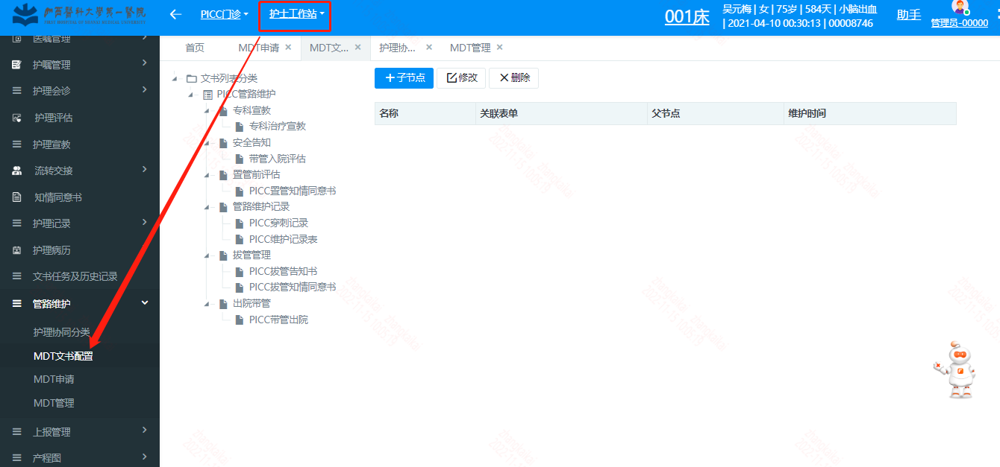 山西醫科大學第一醫院
FIRST HOSPITAL OF SHANXI MEDICAL UNIVERSITY
PICC门诊
护士工作站
001床
吴元梅 | 女 | 75岁 | 584天 | 小脑出血
| 2021-04-10 00:30:13 | 00008746
助手
管理员-00000
医嘱管理
护嘱管理
护理会诊
护理评估
护理宣教
流转交接
知情同意书
护理记录
护理病历
文书任务及历史记录
管路维护
护理协同分类
MDT文书配置
MDT申请
MDT管理
上报管理
产程图
首页
MDT申请
MDT文...
护理协...
MDT管理
文书列表分类
PICC管路维护
专科宣教
专科治疗宣教
安全告知
带管入院评估
置管前评估
PICC置管知情同意书
管路维护记录
PICC穿刺记录
PICC维护记录表
拔管管理
PICC拔管告知书
PICC拔管知情同意书
出院带管
PICC带管出院
子节点
修改
删除
名称
关联表单
父节点
维护时间